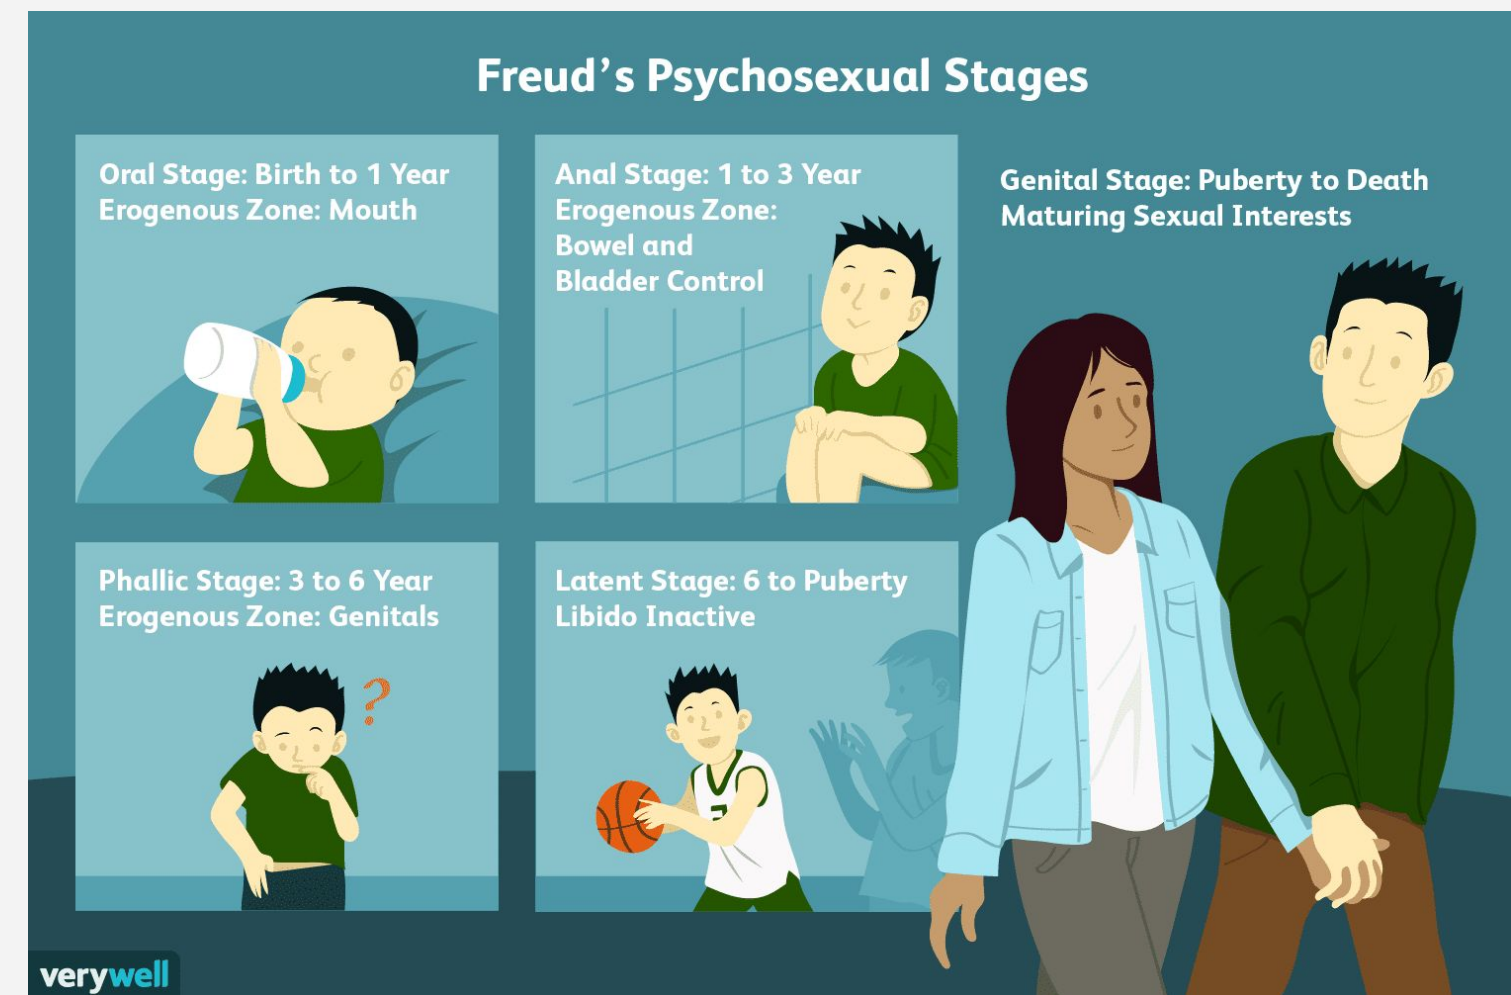 Freud's Psychosexual Stages
Oral Stage: Birth to 1 Year
Erogenous Zone: Mouth
Anal Stage: 1 to 3 Year
Erogenous Zone:
Bowel and
Bladder Control
Genital Stage: Puberty to Death
Maturing Sexual Interests
Phallic Stage: 3 to 6 Year
Erogenous Zone: Genitals
?
Latent Stage: 6 to Puberty
Libido Inactive
verywell